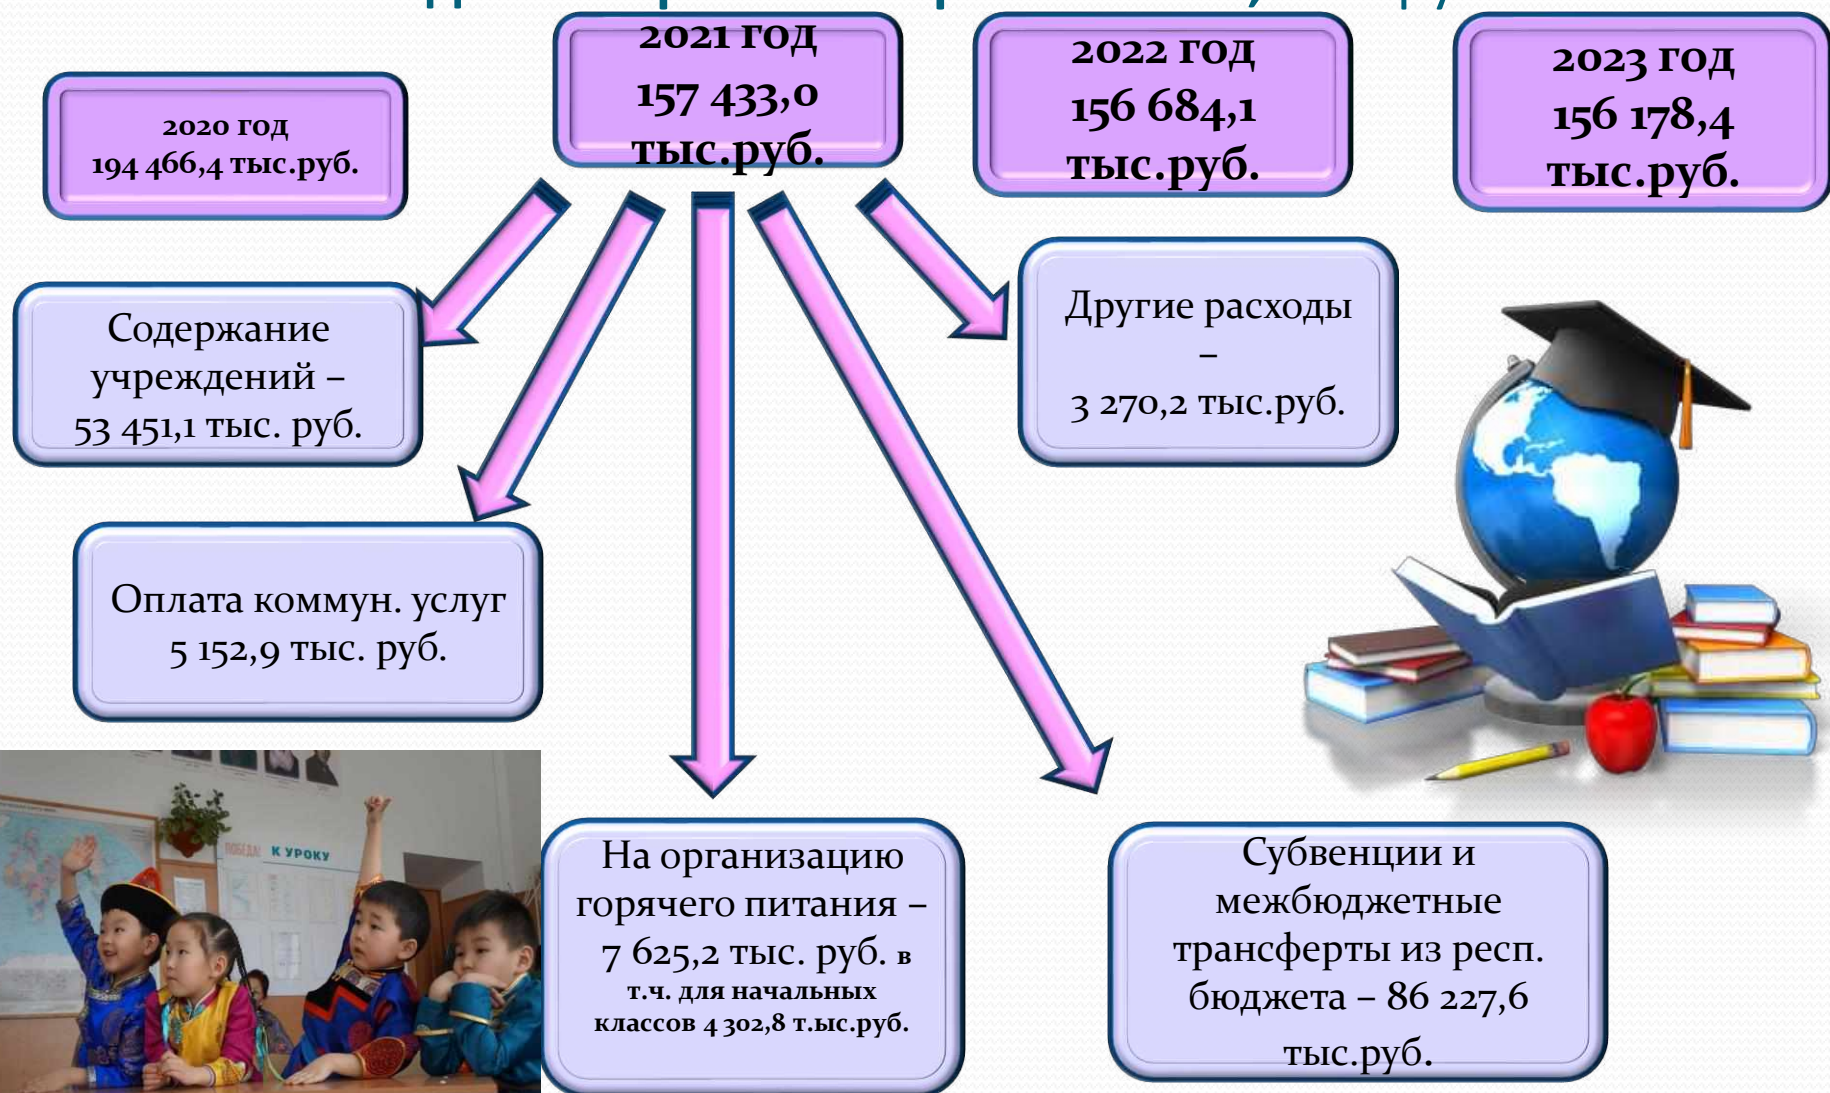 2020 год
194 466,4 тыс.руб.
2021 год
157 433,0
тыс.руб.
2022 год
156 684,1
тыс.руб.
2023 год
156 178,4
тыс.руб.
Содержание
учреждений –
53 451,1 тыс. руб.
Другие расходы
–
3 270,2 тыс.руб.
Оплата коммун. услуг
5 152,9 тыс. руб.
ПОБЕДА! К УРОКУ
На организацию
горячего питания –
7 625,2 тыс. руб. в
т.ч. для начальных
классов 4 302,8 т.ыс.руб.
Субвенции и
межбюджетные
трансферты из респ.
бюджета – 86 227,6
тыс.руб.